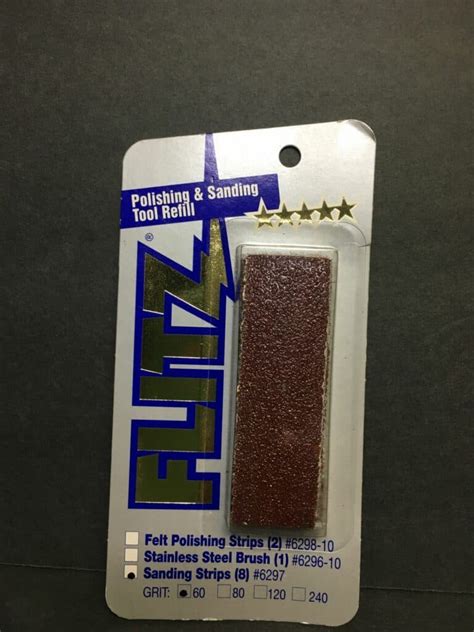 Polishing & Sanding
Tool Refill
FLITZ®
Felt Polishing Strips (2) #6298-10
Stainless Steel Brush (1) #6296-10
Sanding Strips (8) #6297
GRIT: 60 80 120 240